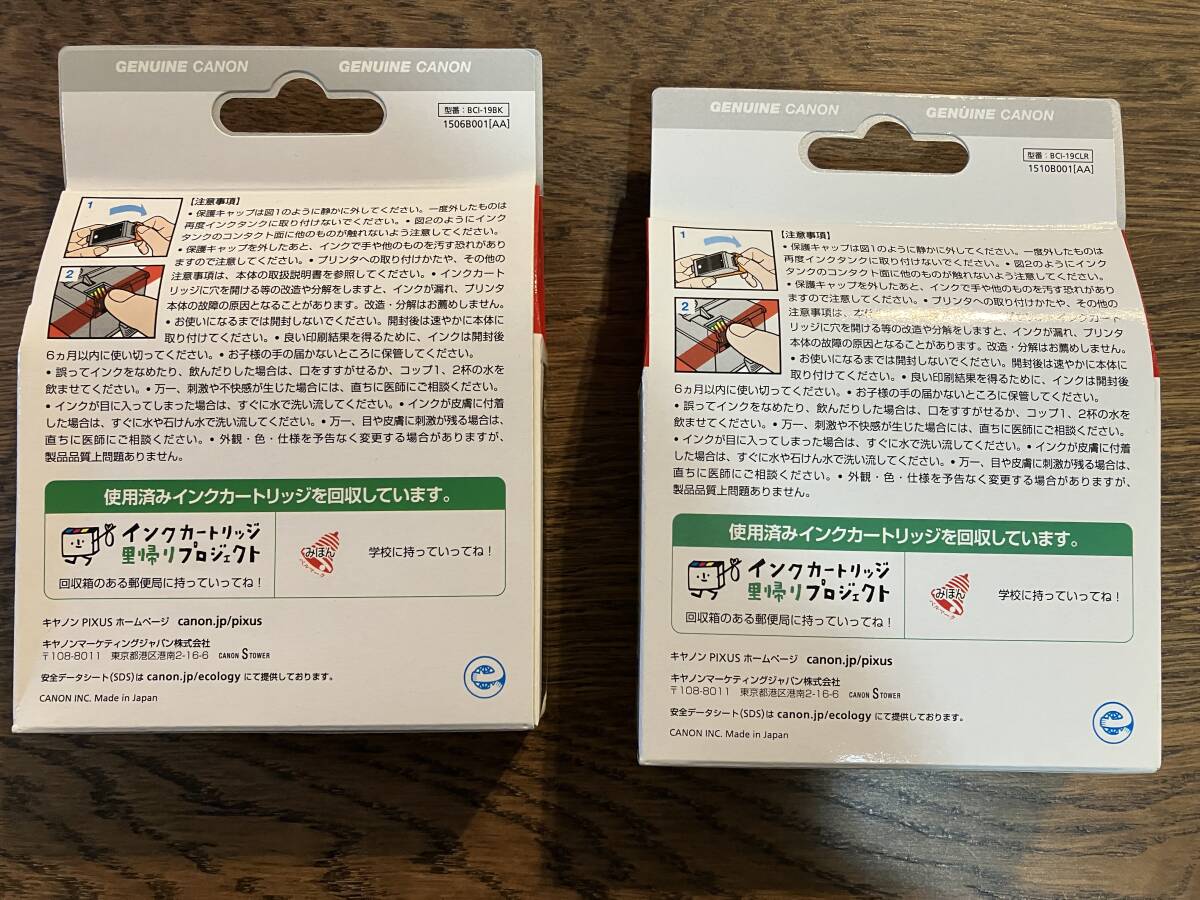 GENUINE CANON GENUINE CANON
型番：BCI-19BK
1506B001[AA]
1
2
【注意事項】
・保護キャップは図1のように静かに外してください。一度外したものは
再度インクタンクに取り付けないでください。・図2のようにインク
タンクのコンタクト面に他のものが触れないよう注意してください。
・保護キャップを外したあと、インクで手や他のものを汚す恐れがあり
ますので注意してください。・プリンタへの取り付けかたや、その他の
注意事項は、本体の取扱説明書を参照してください。・インクカート
リッジに穴を開ける等の改造や分解をしますと、インクが漏れ、プリンタ
本体の故障の原因となることがあります。改造・分解はお薦めしません。
・お使いになるまでは開封しないでください。開封後は速やかに本体に
取り付けてください。・良い印刷結果を得るために、インクは開封後
6ヵ月以内に使い切ってください。・お子様の手の届かないところに保管してください。
・誤ってインクをなめたり、飲んだりした場合は、口をすすがせるか、コップ1、2杯の水を
飲ませてください。・万一、刺激や不快感が生じた場合には、直ちに医師にご相談ください。
・インクが目に入ってしまった場合は、すぐに水で洗い流してください。・インクが皮膚に付着
した場合は、すぐに水や石けん水で洗い流してください。・万一、目や皮膚に刺激が残る場合は、
直ちに医師にご相談ください。・外観・色・仕様を予告なく変更する場合がありますが、
製品品質上問題ありません。
使用済みインクカートリッジを回収しています。
インクカートリッジ
里帰りプロジェクト
回収箱のある郵便局に持っていってね！
みほん
ベルマーク
学校に持っていってね！
キヤノン PIXUS ホームページ canon.jp/pixus
キヤノンマーケティングジャパン株式会社
〒108-8011 東京都港区港南2-16-6 CANON S TOWER
安全データシート(SDS)は canon.jp/ecology にて提供しております。
CANON INC. Made in Japan
GENUINE CANON GENUINE CANON
型番：BCI-19CLR
1510B001[AA]
1
2
【注意事項】
・保護キャップは図1のように静かに外してください。一度外したものは
再度インクタンクに取り付けないでください。・図2のようにインク
タンクのコンタクト面に他のものが触れないよう注意してください。
・保護キャップを外したあと、インクで手や他のものを汚す恐れがあり
ますので注意してください。・プリンタへの取り付けかたや、その他の
注意事項は、
リッジに穴を開ける等の改造や分解をしますと、インクが漏れ、プリンタ
本体の故障の原因となることがあります。改造・分解はお薦めしません。
・お使いになるまでは開封しないでください。開封後は速やかに本体に
取り付けてください。・良い印刷結果を得るために、インクは開封後
6ヵ月以内に使い切ってください。・お子様の手の届かないところに保管してください。
・誤ってインクをなめたり、飲んだりした場合は、口をすすがせるか、コップ1、2杯の水を
飲ませてください。・万一、刺激や不快感が生じた場合には、直ちに医師にご相談ください。
・インクが目に入ってしまった場合は、すぐに水で洗い流してください。・インクが皮膚に付着
した場合は、すぐに水や石けん水で洗い流してください。・万一、目や皮膚に刺激が残る場合は、
直ちに医師にご相談ください。・外観・色・仕様を予告なく変更する場合がありますが、
製品品質上問題ありません。
使用済みインクカートリッジを回収しています。
インクカートリッジ
里帰りプロジェクト
回収箱のある郵便局に持っていってね！
みほん
ベルマーク
学校に持っていってね！
キヤノン PIXUS ホームページ canon.jp/pixus
キヤノンマーケティングジャパン株式会社
〒108-8011 東京都港区港南2-16-6 CANON S TOWER
安全データシート(SDS)は canon.jp/ecology にて提供しております。
CANON INC. Made in Japan